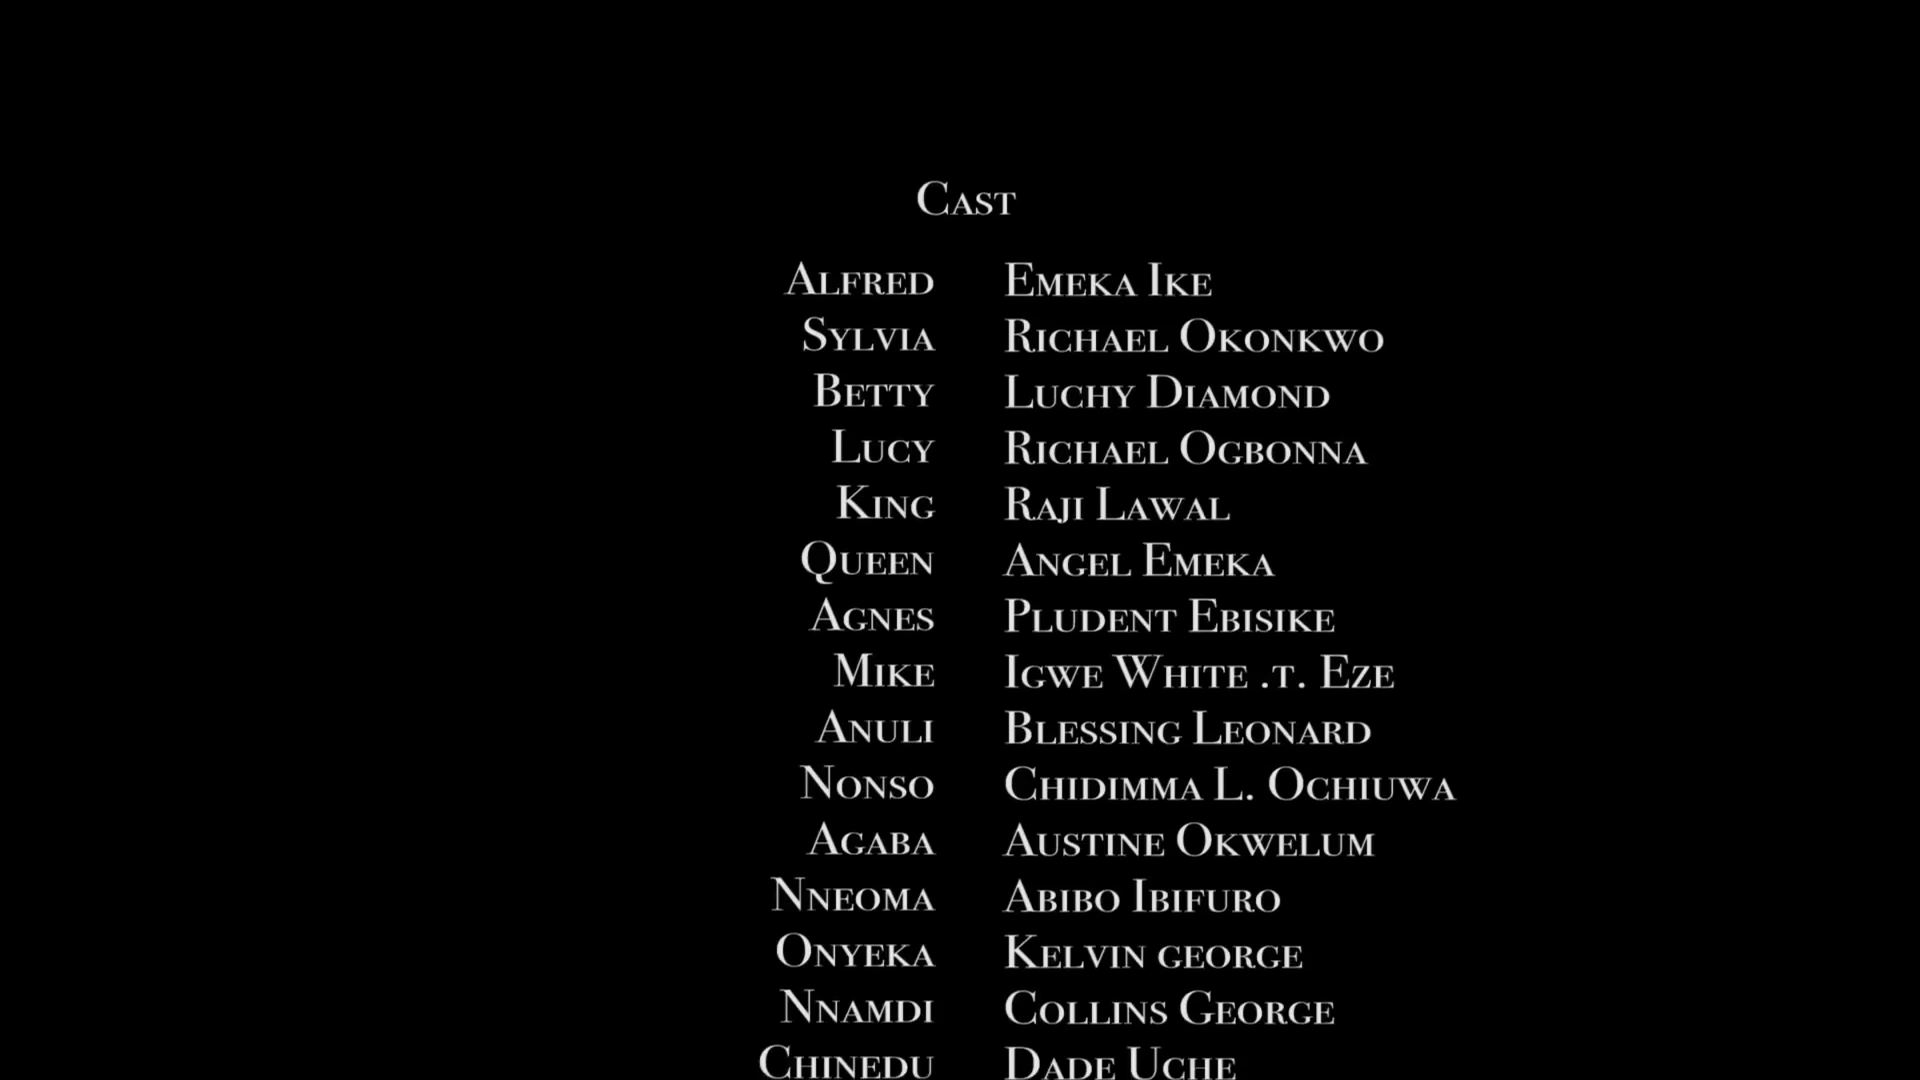 Cast
Alfred Emeka Ike
Sylvia Richael Okonkwo
Betty Luchy Diamond
Lucy Richael Ogbonna
King Raji Lawal
Queen Angel Emeka
Agnes Pludent Ebisike
Mike Igwe White .t. Eze
Anuli Blessing Leonard
Nonso Chidimma L. Ochiuwa
Agaba Austine Okwelum
Nneoma Abibo Ibifuro
Onyeka Kelvin george
Nnamdi Collins George
Chinedu Dade Uche